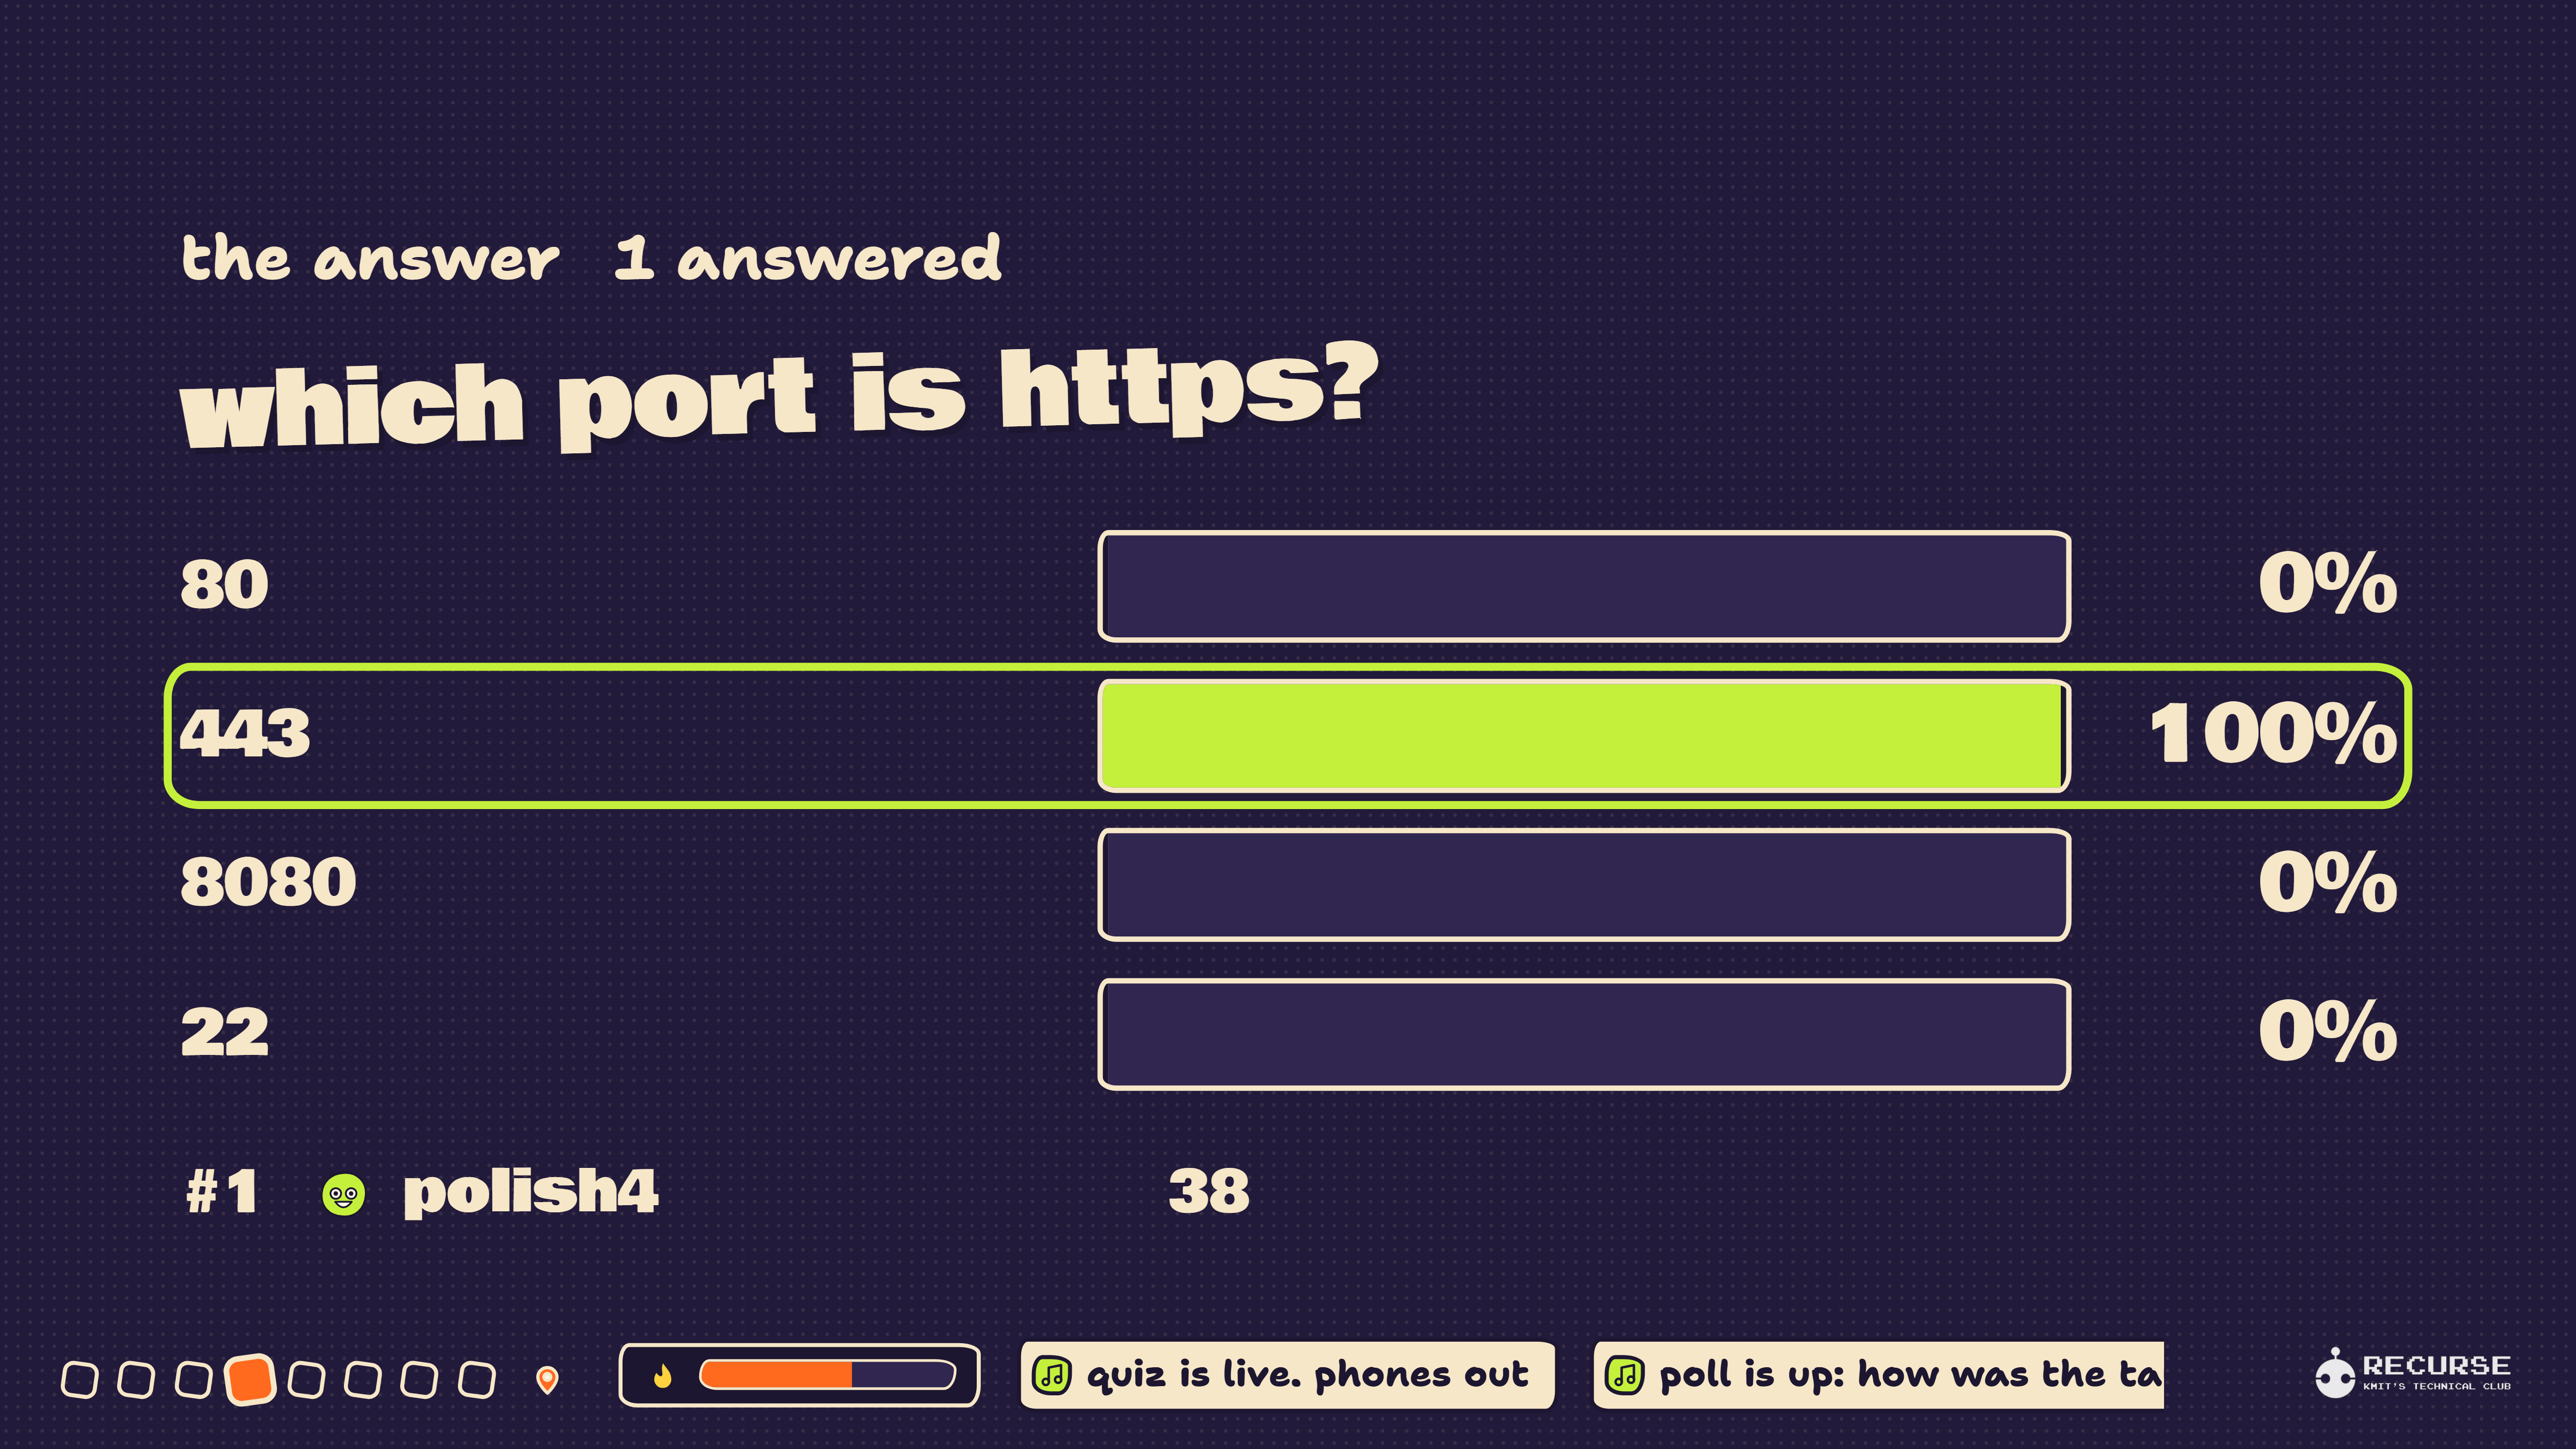 the answer 1 answered
which port is https?
80 0%
443 100%
8080 0%
22 0%
#1 polish4 38
quiz is live. phones out
poll is up: how was the ta
RECURSE
KMIT'S TECHNICAL CLUB